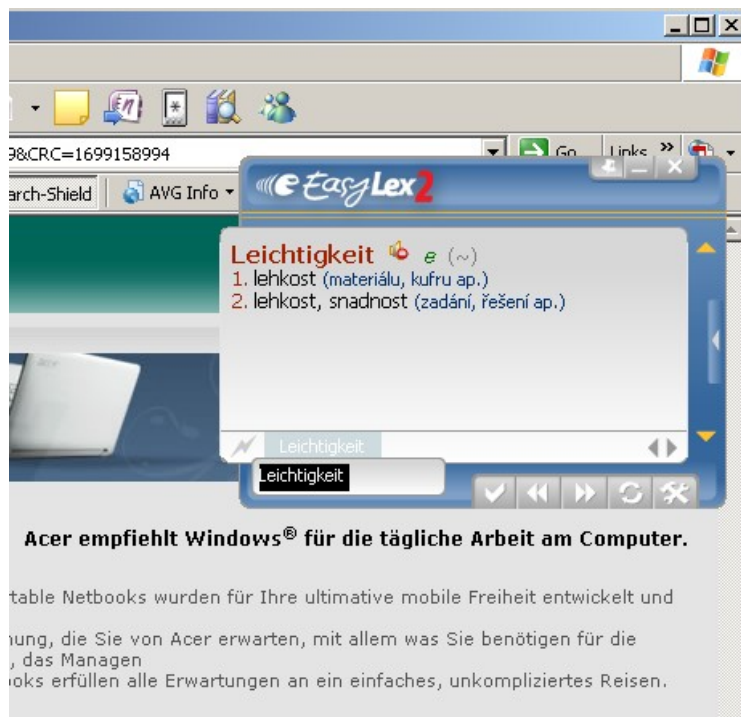 9&CRC=1699158994
Go
Links »
arch-Shield
AVG Info
e EasyLex2
Leichtigkeit e (~)
1. lehkost (materiálu, kufru ap.)
2. lehkost, snadnost (zadání, řešení ap.)
Leichtigkeit
Leichtigkeit
acer
Acer empfiehlt Windows® für die tägliche Arbeit am Computer.
table Netbooks wurden für Ihre ultimative mobile Freiheit entwickelt und
nung, die Sie von Acer erwarten, mit allem was Sie benötigen für die
, das Managen
oks erfüllen alle Erwartungen an ein einfaches, unkompliziertes Reisen.